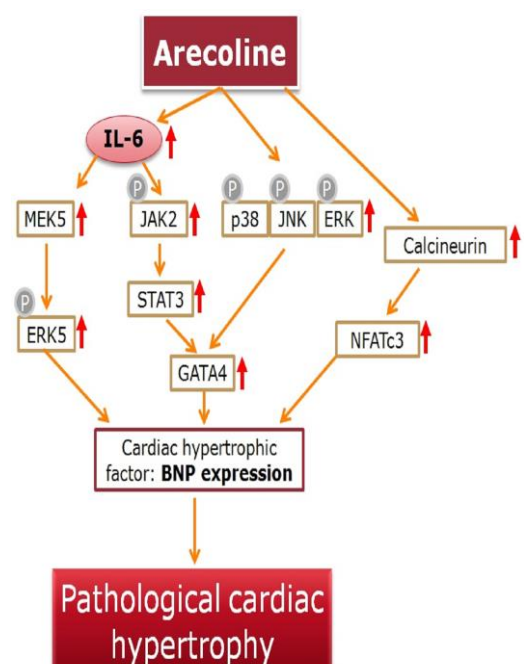 Arecoline
IL-6
P
P
P
P
MEK5
JAK2
p38
JNK
ERK
Calcineurin
STAT3
P
ERK5
NFATc3
GATA4
Cardiac hypertrophic
factor: BNP expression
Pathological cardiac
hypertrophy